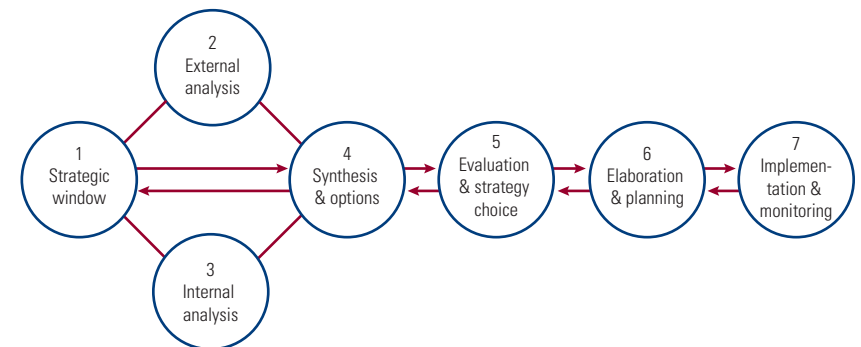 2
External
analysis
1
Strategic
window
4
Synthesis
& options
5
Evaluation
& strategy
choice
6
Elaboration
& planning
7
Implemen-
tation &
monitoring
3
Internal
analysis